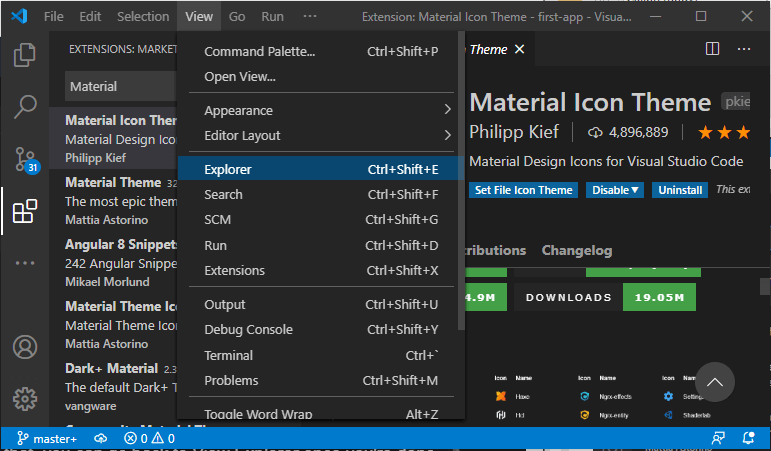 File Edit Selection View Go Run ··· Extension: Material Icon Theme - first-app - Visua...
EXTENSIONS: MARKET
Material
Material Icon Them
Material Design Ico
Philipp Kief
Material Theme 32
The most epic them
Mattia Astorino
Angular 8 Snippets
242 Angular Snippe
Mikael Morlund
Material Theme Ico
Material Theme Ico
Mattia Astorino
Dark+ Material 2.3
The default Dark+ T
vangware
31
Command Palette... Ctrl+Shift+P
Open View...
Appearance
Editor Layout
Explorer Ctrl+Shift+E
Search Ctrl+Shift+F
SCM Ctrl+Shift+G
Run Ctrl+Shift+D
Extensions Ctrl+Shift+X
Output Ctrl+Shift+U
Debug Console Ctrl+Shift+Y
Terminal Ctrl+`
Problems Ctrl+Shift+M
Toggle Word Wrap Alt+Z
Theme
Material Icon Theme pkie
Philipp Kief 4,896,889
Material Design Icons for Visual Studio Code
Set File Icon Theme Disable Uninstall This ex
tributions Changelog
4.9M DOWNLOADS 19.05M
Icon Name Icon Name Icon Name
Haxe Ngrx-effects Settings
Hcl Ngrx-entity Shaderlab
master+ 0 0